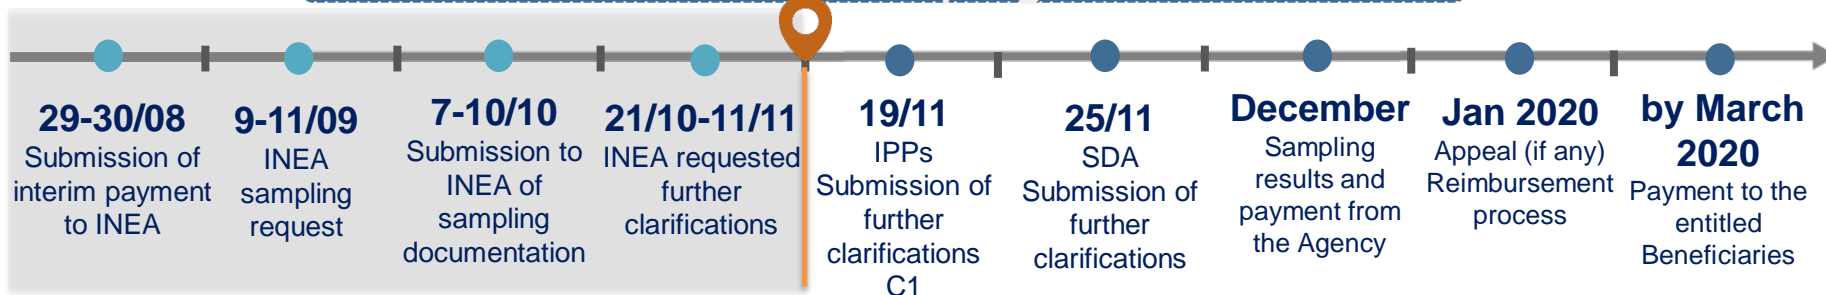 29-30/08
Submission of
interim payment
to INEA
9-11/09
INEA
sampling
request
7-10/10
Submission to
INEA of
sampling
documentation
21/10-11/11
INEA requested
further
clarifications
19/11
IPPs
Submission of
further
clarifications
C1
25/11
SDA
Submission of
further
clarifications
December
Sampling
results and
payment from
the Agency
Jan 2020
Appeal (if any)
Reimbursement
process
by March
2020
Payment to the
entitled
Beneficiaries